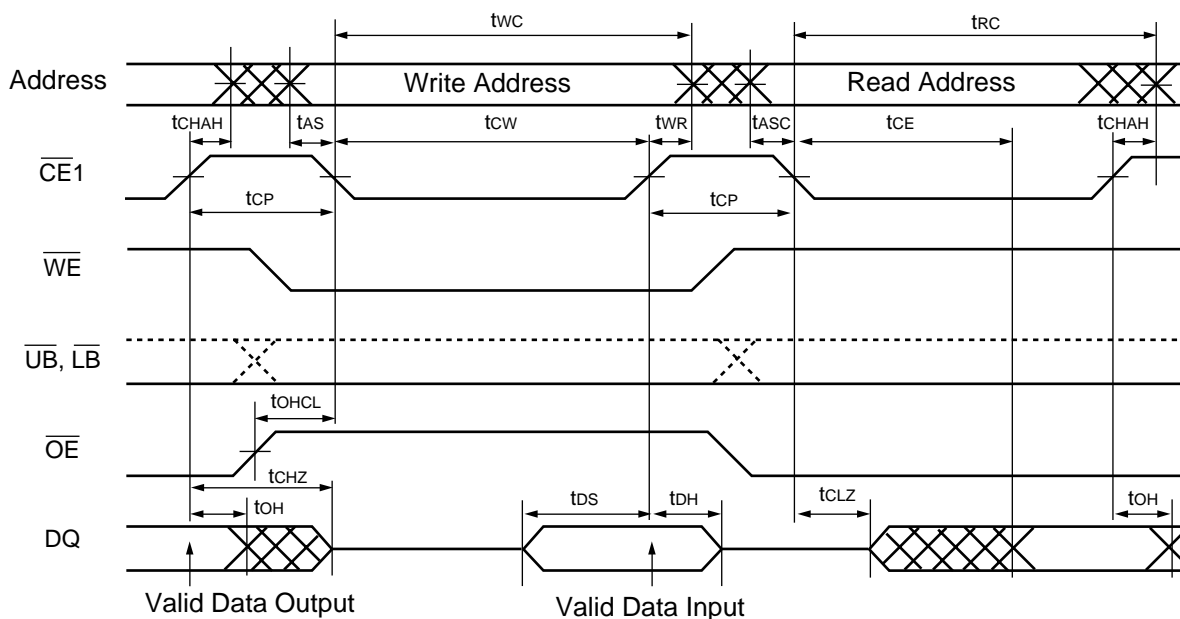 tWC tRC
Address Write Address Read Address
tCHAH tAS tCW tWR tASC tCE tCHAH
CE1
tCP tCP
WE
UB, LB
tOHCL
OE
tCHZ
tOH tDS tDH tCLZ tOH
DQ
Valid Data Output Valid Data Input